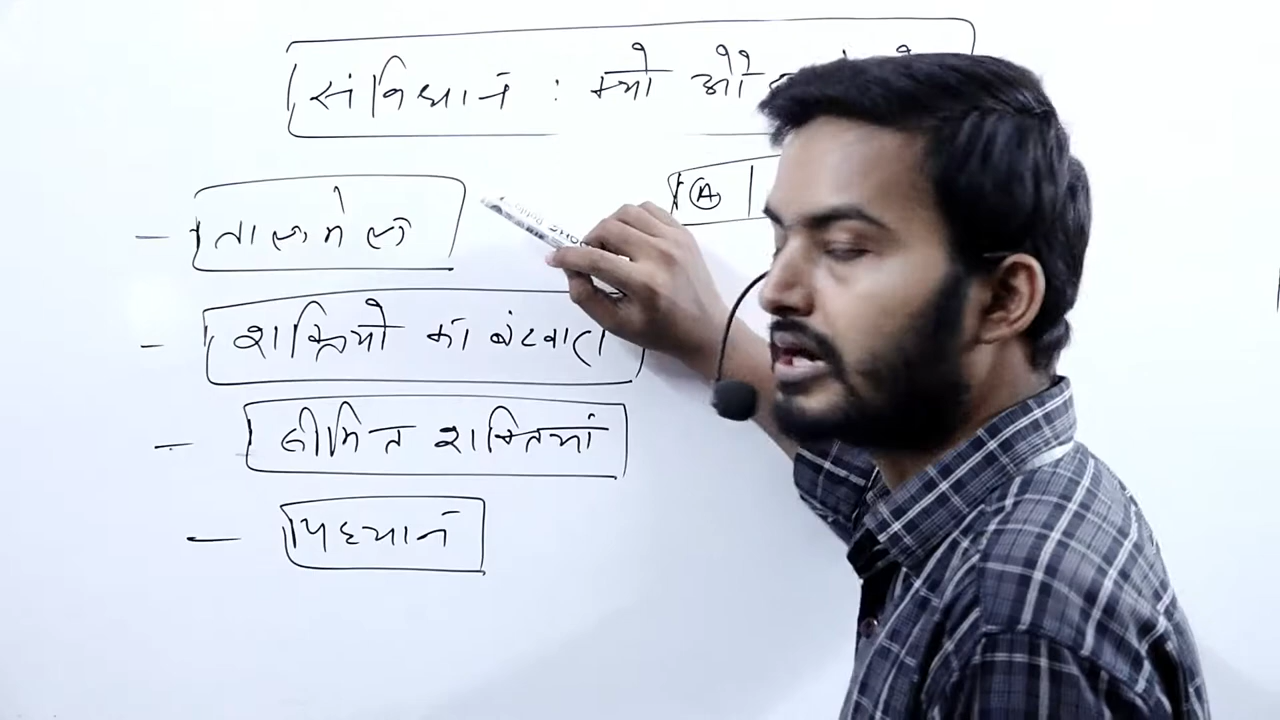 संविधान : क्यों और
(A)
- तालमेल
- शक्तियों का बंटवारा
- सीमित शक्तियां
- पहचान